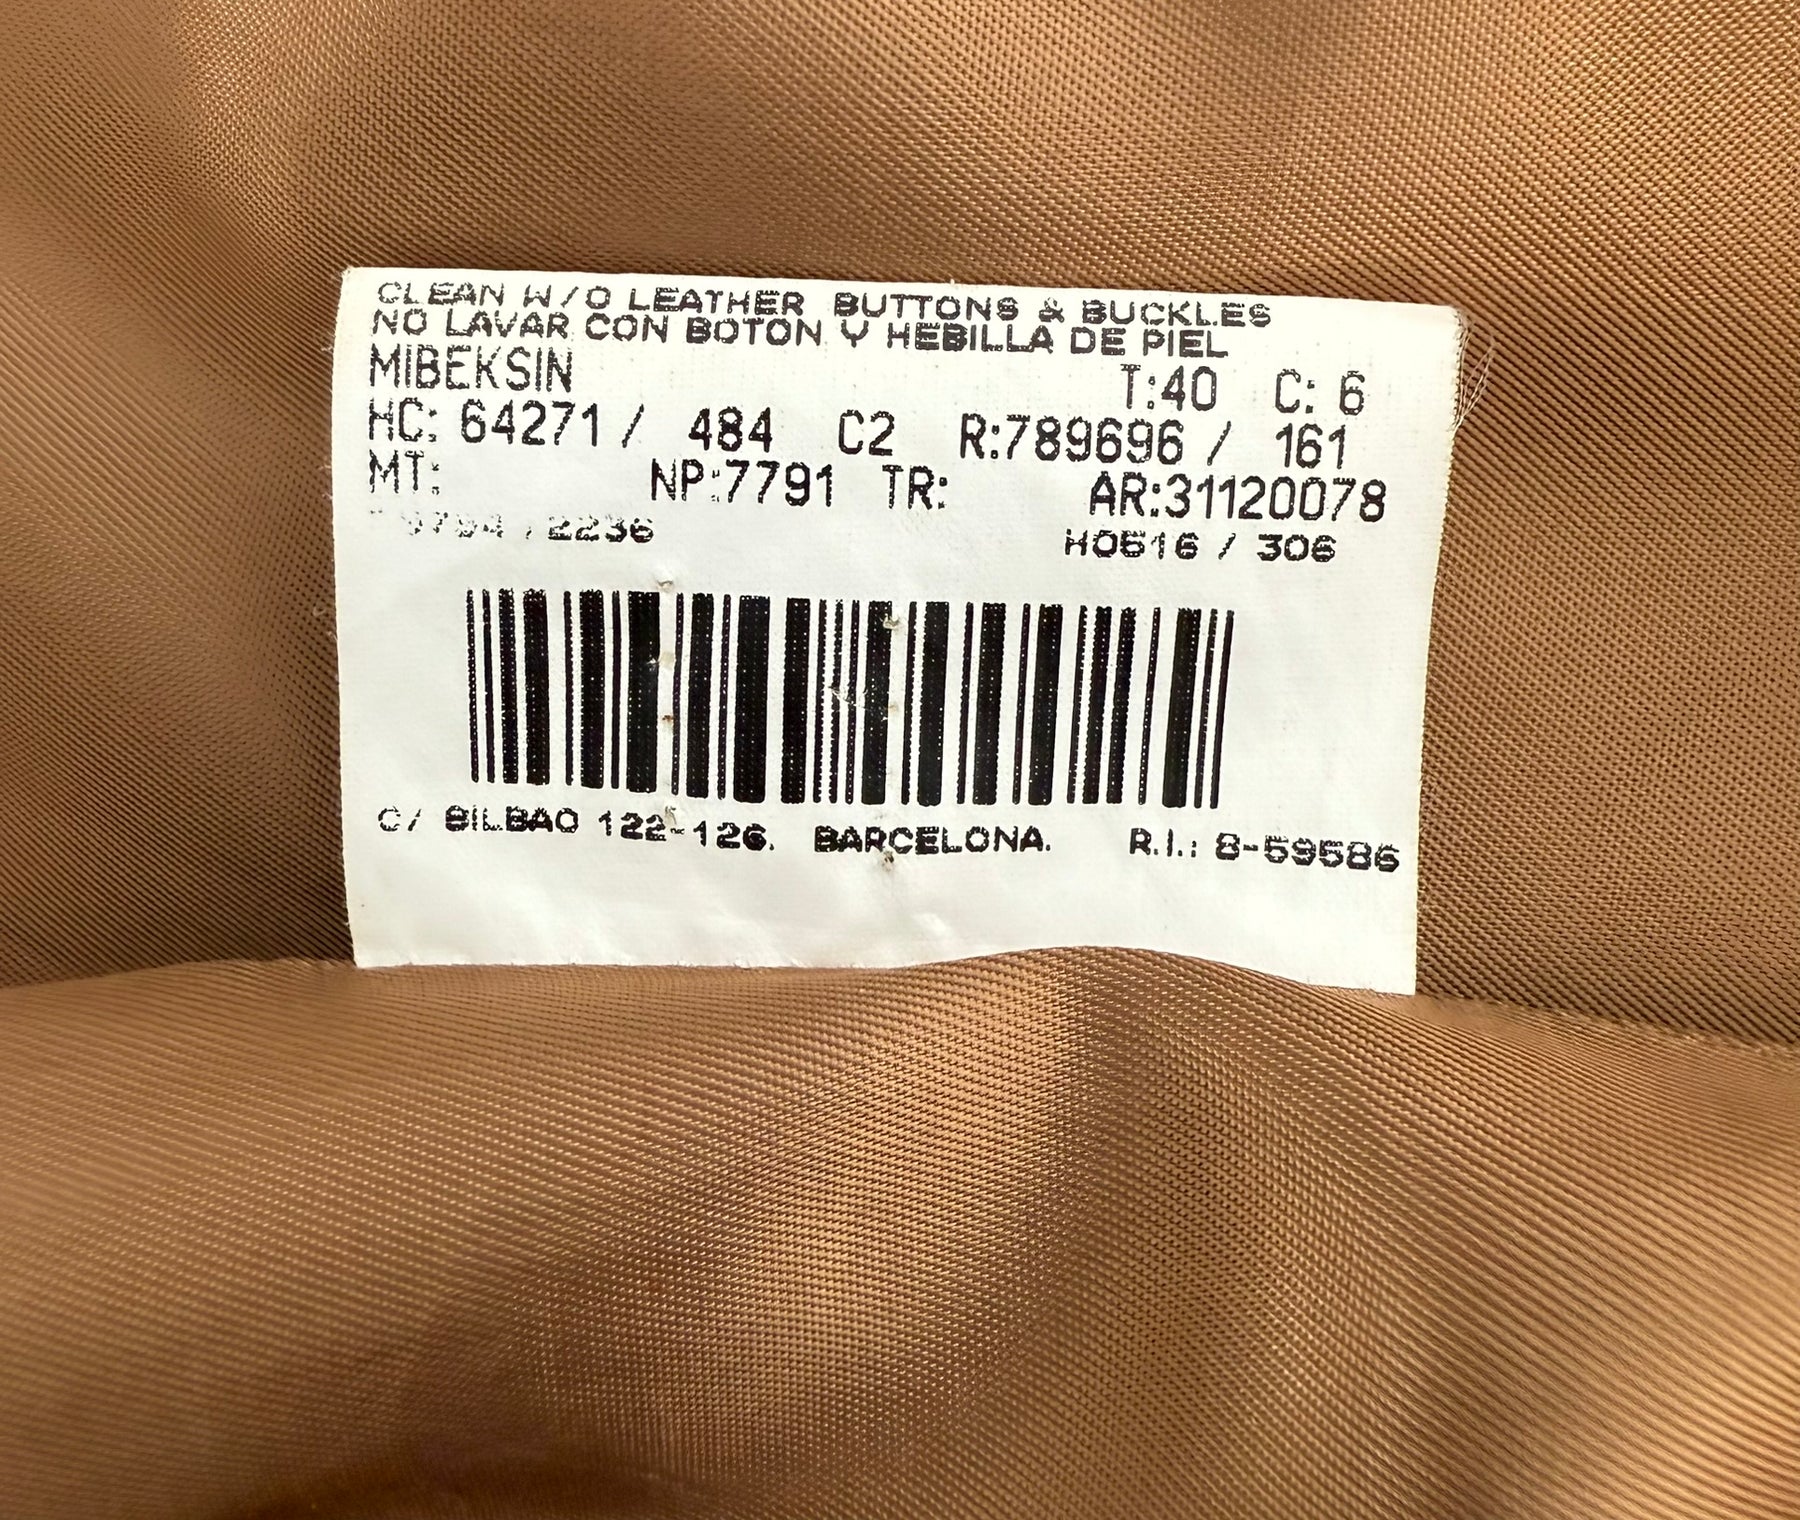 CLEAN W/O LEATHER BUTTONS & BUCKLES
NO LAVAR CON BOTON Y HEBILLA DE PIEL
MIBEKSIN T:40 C: 6
HC: 64271 / 484 C2 R:789696 / 161
MT: NP:7791 TR: AR:31120078
/ 2236 H0516 / 306
C/ BILBAO 122-126. BARCELONA. R.I.: 8-59586